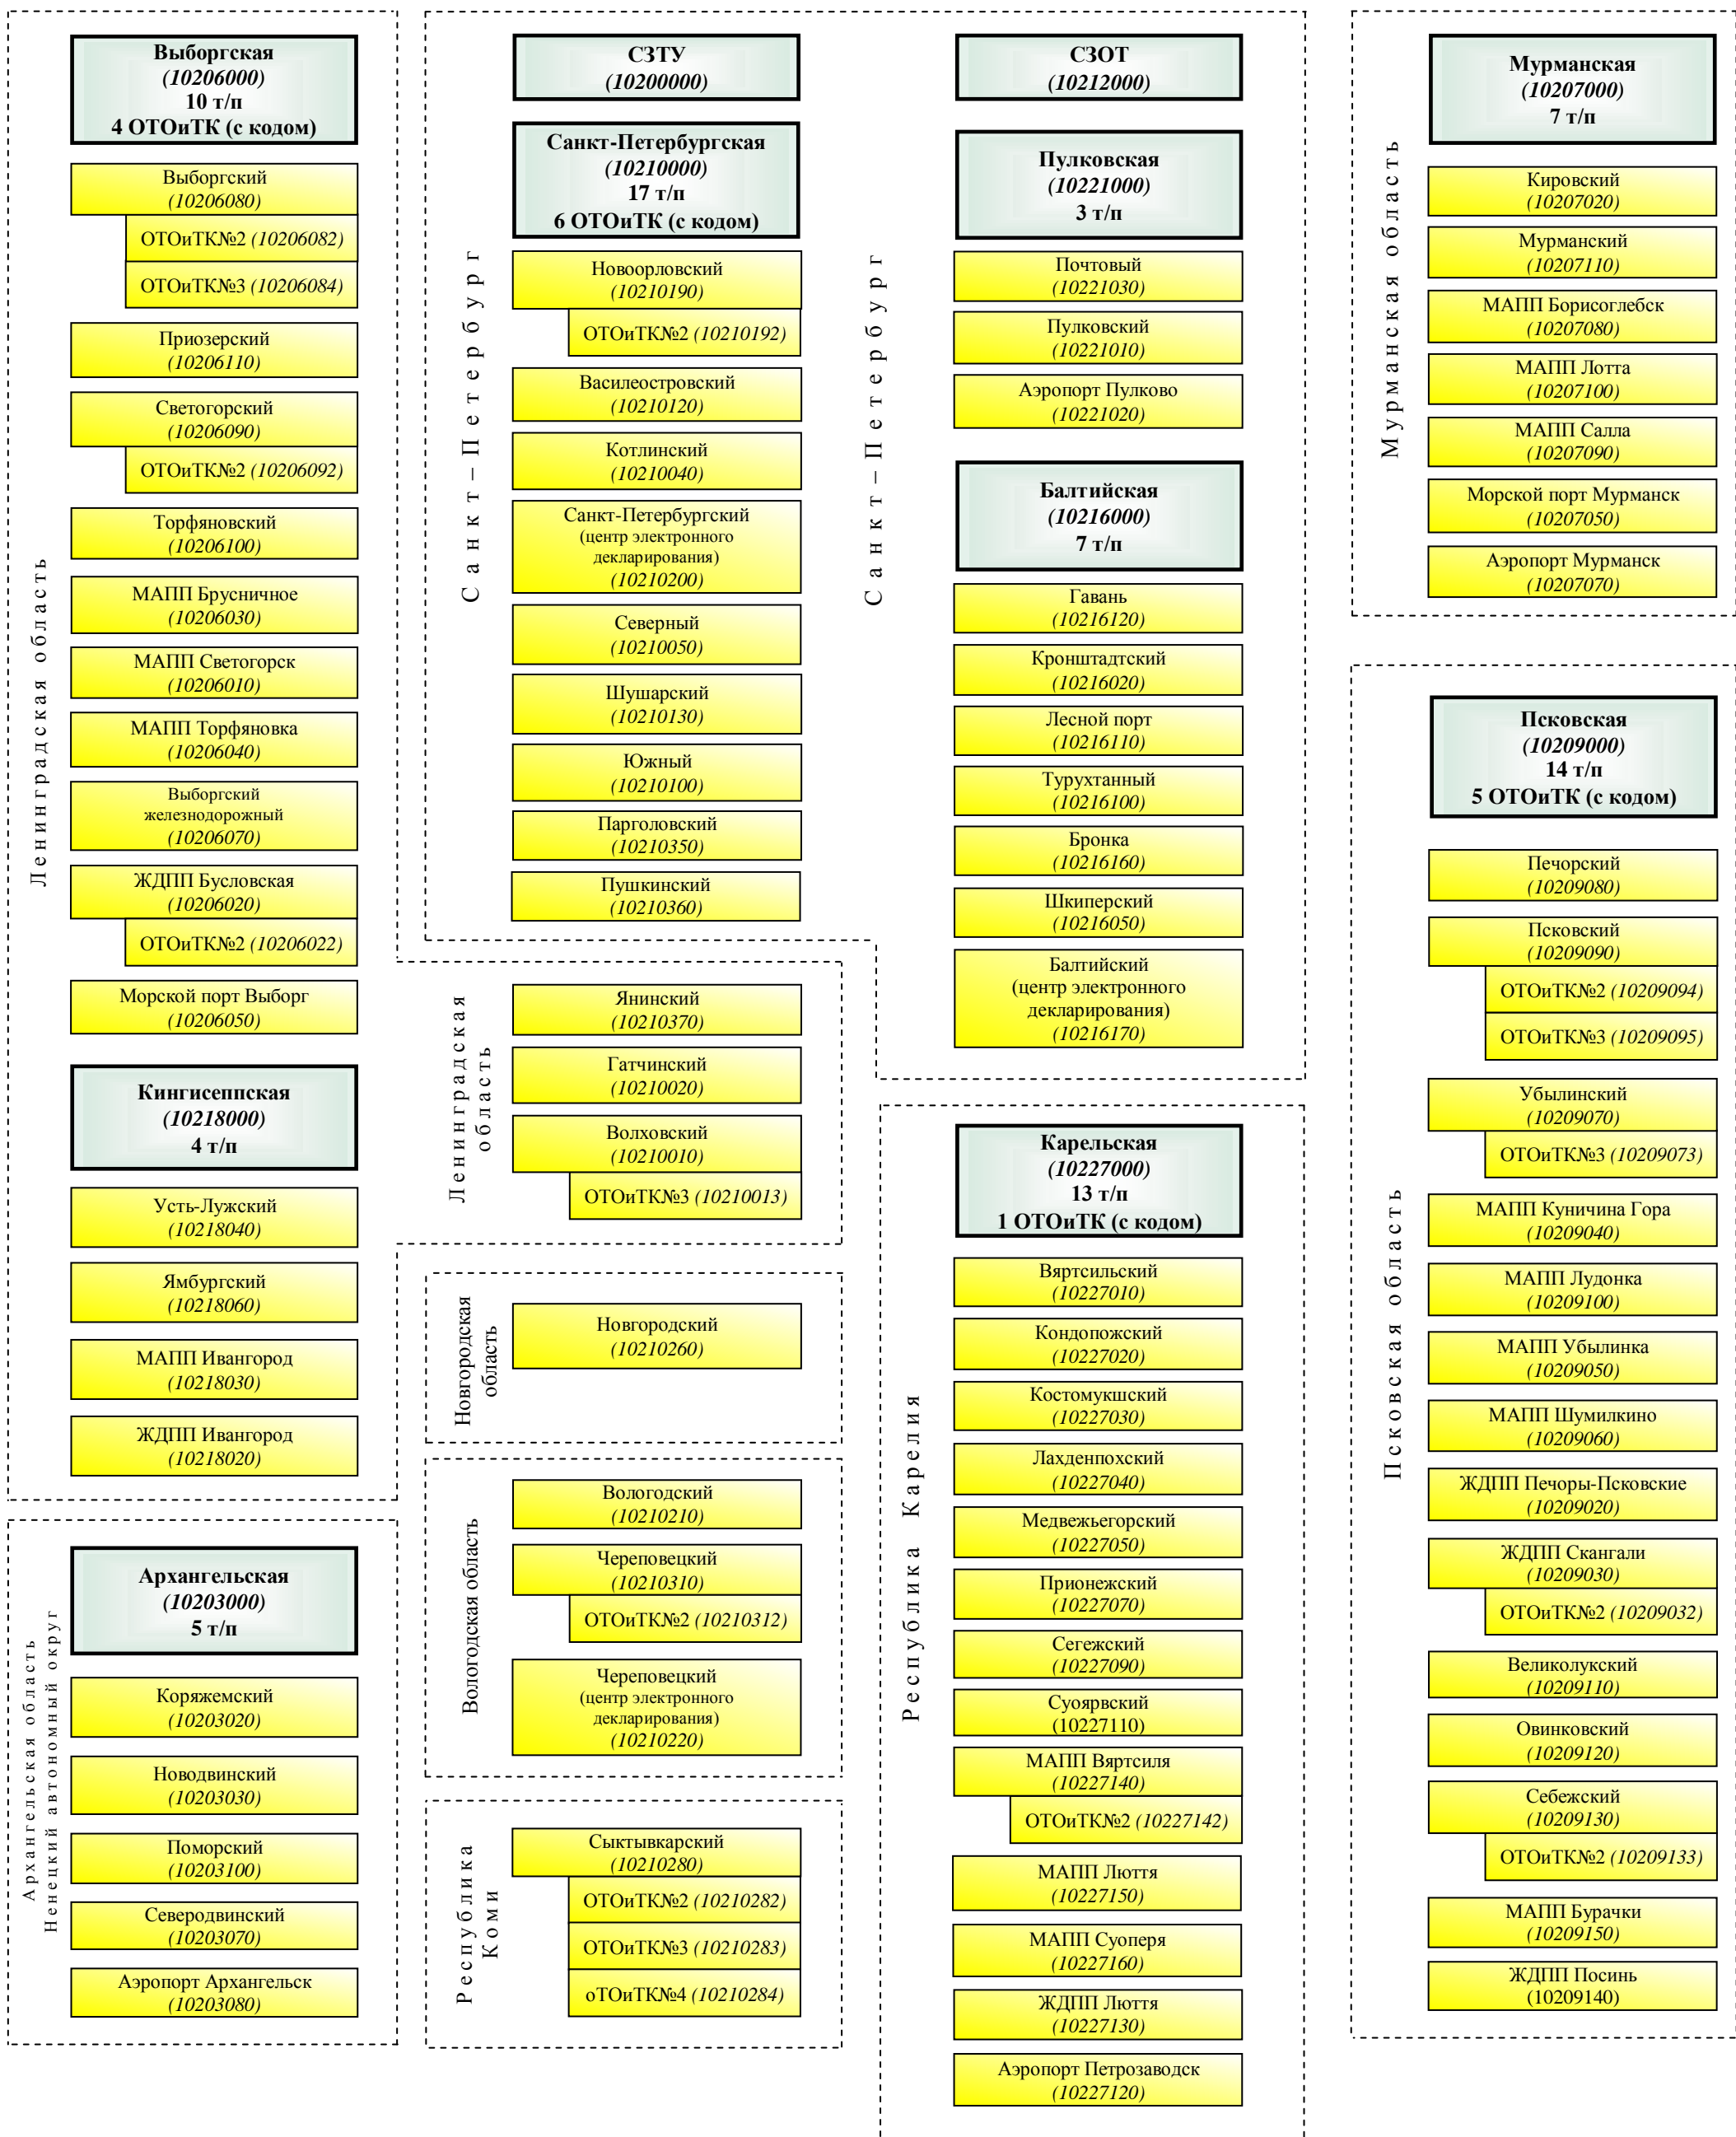 Ленинградская область
Выборгская
(10206000)
10 т/п
4 ОТОиТК (с кодом)
Выборгский
(10206080)
ОТОиТК№2 (10206082)
ОТОиТК№3 (10206084)
Приозерский
(10206110)
Светогорский
(10206090)
ОТОиТК№2 (10206092)
Торфяновский
(10206100)
МАПП Брусничное
(10206030)
МАПП Светогорск
(10206010)
МАПП Торфяновка
(10206040)
Выборгский
железнодорожный
(10206070)
ЖДПП Бусловская
(10206020)
ОТОиТК№2 (10206022)
Морской порт Выборг
(10206050)
Кингисеппская
(10218000)
4 т/п
Усть-Лужский
(10218040)
Ямбургский
(10218060)
МАПП Ивангород
(10218030)
ЖДПП Ивангород
(10218020)
Архангельская область
Ненецкий автономный округ
Архангельская
(10203000)
5 т/п
Коряжемский
(10203020)
Новодвинский
(10203030)
Поморский
(10203100)
Северодвинский
(10203070)
Аэропорт Архангельск
(10203080)
Санкт–Петербург
СЗТУ
(10200000)
Санкт-Петербургская
(10210000)
17 т/п
6 ОТОиТК (с кодом)
Новоорловский
(10210190)
ОТОиТК№2 (10210192)
Василеостровский
(10210120)
Котлинский
(10210040)
Санкт-Петербургский
(центр электронного
декларирования)
(10210200)
Северный
(10210050)
Шушарский
(10210130)
Южный
(10210100)
Парголовский
(10210350)
Пушкинский
(10210360)
Ленинградская
область
Янинский
(10210370)
Гатчинский
(10210020)
Волховский
(10210010)
ОТОиТК№3 (10210013)
Новгородская
область
Новгородский
(10210260)
Вологодская область
Вологодский
(10210210)
Череповецкий
(10210310)
ОТОиТК№2 (10210312)
Череповецкий
(центр электронного
декларирования)
(10210220)
Республика
Коми
Сыктывкарский
(10210280)
ОТОиТК№2 (10210282)
ОТОиТК№3 (10210283)
оТОиТК№4 (10210284)
Санкт–Петербург
СЗОТ
(10212000)
Пулковская
(10221000)
3 т/п
Почтовый
(10221030)
Пулковский
(10221010)
Аэропорт Пулково
(10221020)
Балтийская
(10216000)
7 т/п
Гавань
(10216120)
Кронштадтский
(10216020)
Лесной порт
(10216110)
Турухтанный
(10216100)
Бронка
(10216160)
Шкиперский
(10216050)
Балтийский
(центр электронного
декларирования)
(10216170)
Республика Карелия
Карельская
(10227000)
13 т/п
1 ОТОиТК (с кодом)
Вяртсильский
(10227010)
Кондопожский
(10227020)
Костомукшский
(10227030)
Лахденпохский
(10227040)
Медвежьегорский
(10227050)
Прионежский
(10227070)
Сегежский
(10227090)
Суоярвский
(10227110)
МАПП Вяртсиля
(10227140)
ОТОиТК№2 (10227142)
МАПП Люття
(10227150)
МАПП Суоперя
(10227160)
ЖДПП Люття
(10227130)
Аэропорт Петрозаводск
(10227120)
Мурманская область
Мурманская
(10207000)
7 т/п
Кировский
(10207020)
Мурманский
(10207110)
МАПП Борисоглебск
(10207080)
МАПП Лотта
(10207100)
МАПП Салла
(10207090)
Морской порт Мурманск
(10207050)
Аэропорт Мурманск
(10207070)
Псковская область
Псковская
(10209000)
14 т/п
5 ОТОиТК (с кодом)
Печорский
(10209080)
Псковский
(10209090)
ОТОиТК№2 (10209094)
ОТОиТК№3 (10209095)
Убылинский
(10209070)
ОТОиТК№3 (10209073)
МАПП Куничина Гора
(10209040)
МАПП Лудонка
(10209100)
МАПП Убылинка
(10209050)
МАПП Шумилкино
(10209060)
ЖДПП Печоры-Псковские
(10209020)
ЖДПП Скангали
(10209030)
ОТОиТК№2 (10209032)
Великолукский
(10209110)
Овинковский
(10209120)
Себежский
(10209130)
ОТОиТК№2 (10209133)
МАПП Бурачки
(10209150)
ЖДПП Посинь
(10209140)